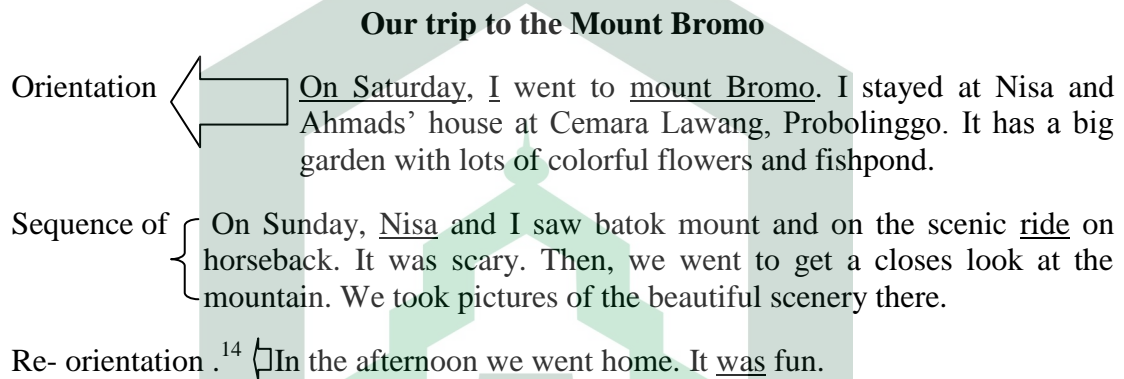 Our trip to the Mount Bromo
Orientation On Saturday, I went to mount Bromo. I stayed at Nisa and
Ahmads’ house at Cemara Lawang, Probolinggo. It has a big
garden with lots of colorful flowers and fishpond.
Sequence of On Sunday, Nisa and I saw batok mount and on the scenic ride on
horseback. It was scary. Then, we went to get a closes look at the
mountain. We took pictures of the beautiful scenery there.
Re- orientation .14 In the afternoon we went home. It was fun.